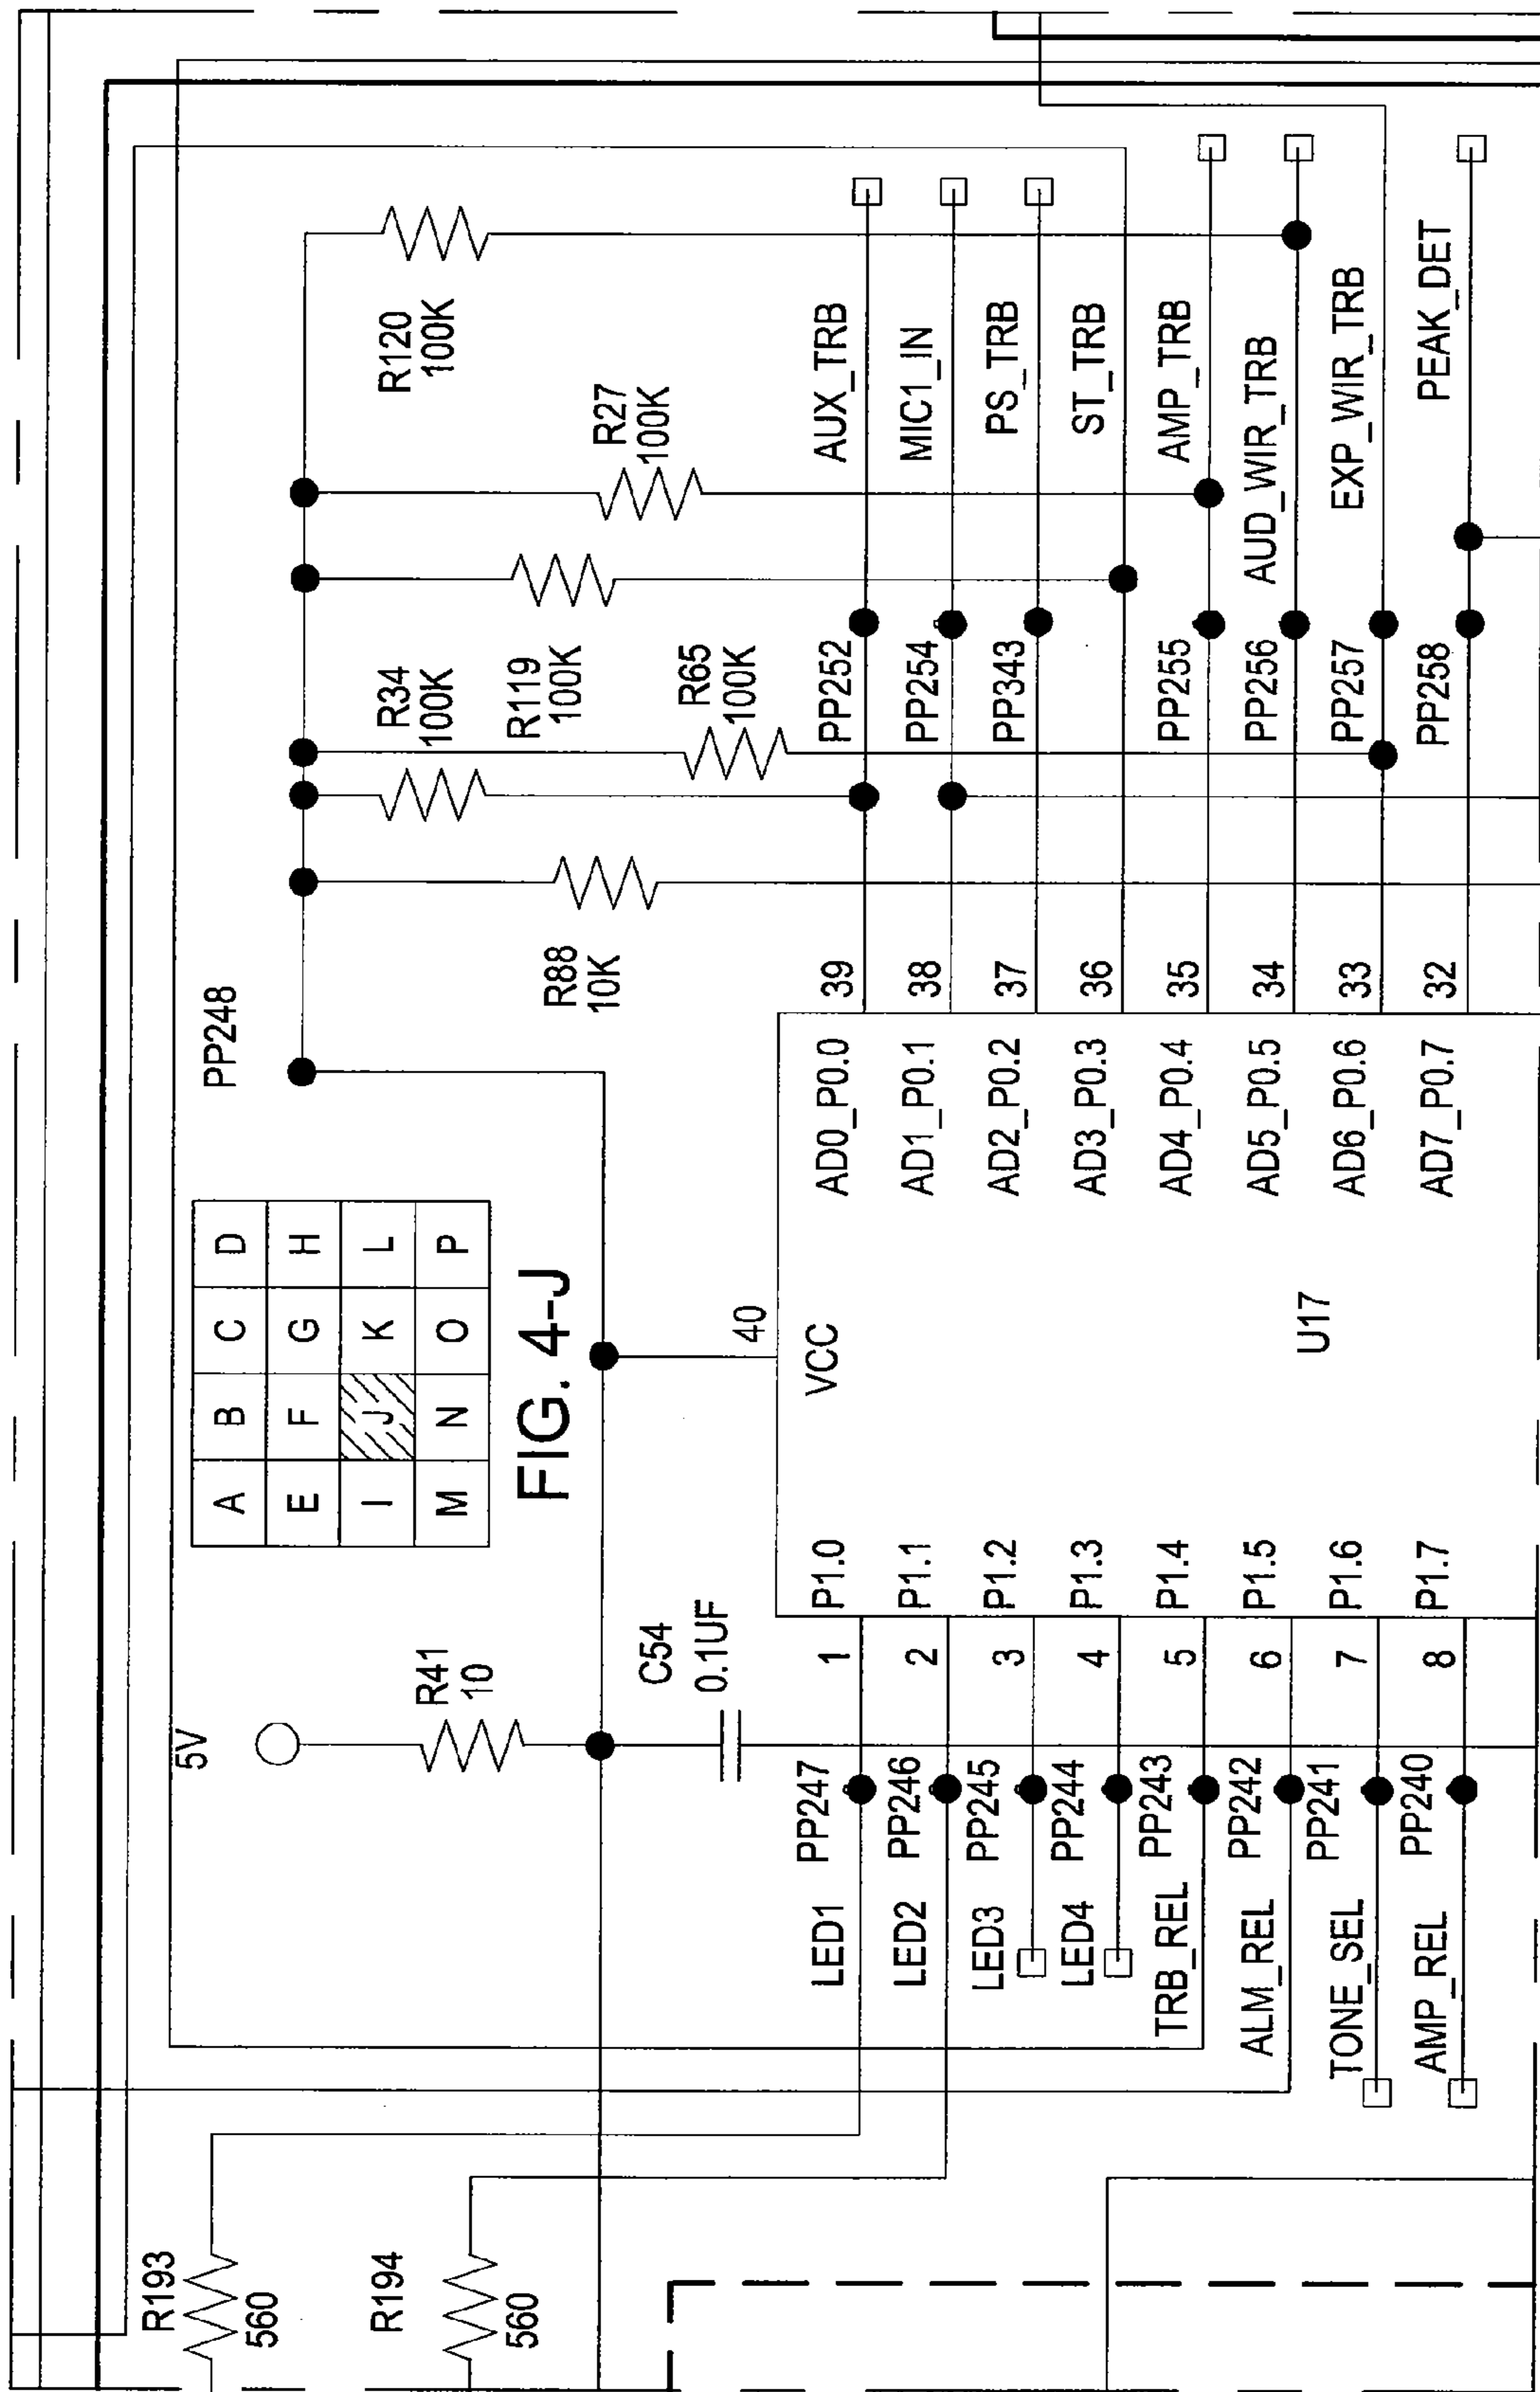 5V
R41
10
C54
0.1UF
A B C D
E F G H
I J K L
M N O P
FIG. 4-J
PP248
R88
10K
R34
100K
R119
100K
R65
100K
R27
100K
R120
100K
R193
560
R194
560
40
VCC
U17
LED1 PP247 1 P1.0
LED2 PP246 2 P1.1
LED3 PP245 3 P1.2
LED4 PP244 4 P1.3
TRB_REL PP243 5 P1.4
ALM_REL PP242 6 P1.5
TONE_SEL PP241 7 P1.6
AMP_REL PP240 8 P1.7
AD0_P0.0 39 PP252 AUX_TRB
AD1_P0.1 38 PP254 MIC1_IN
AD2_P0.2 37 PP343 PS_TRB
AD3_P0.3 36 ST_TRB
AD4_P0.4 35 PP255 AMP_TRB
AD5_P0.5 34 PP256 AUD_WIR_TRB
AD6_P0.6 33 PP257 EXP_WIR_TRB
AD7_P0.7 32 PP258 PEAK_DET